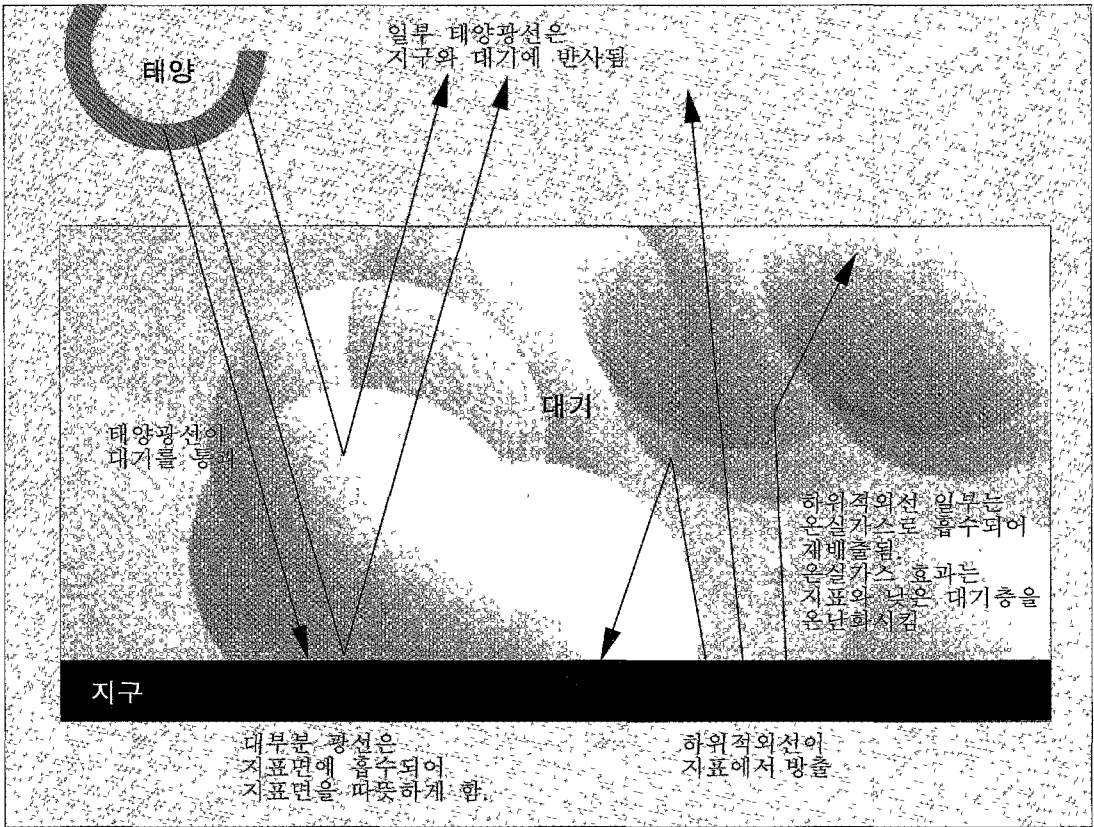 태양
일부 태양광선은
지구와 대기에 반사됨
대기
태양광선이
대기를 통과
하위적외선 일부는
온실가스로 흡수되어
재배출됨
온실가스 효과는
지표와 낮은 대기층을
온난화시킴
지구
대부분 광선은
지표면에 흡수되어
지표면을 따뜻하게 함.
하위적외선이
지표에서 방출